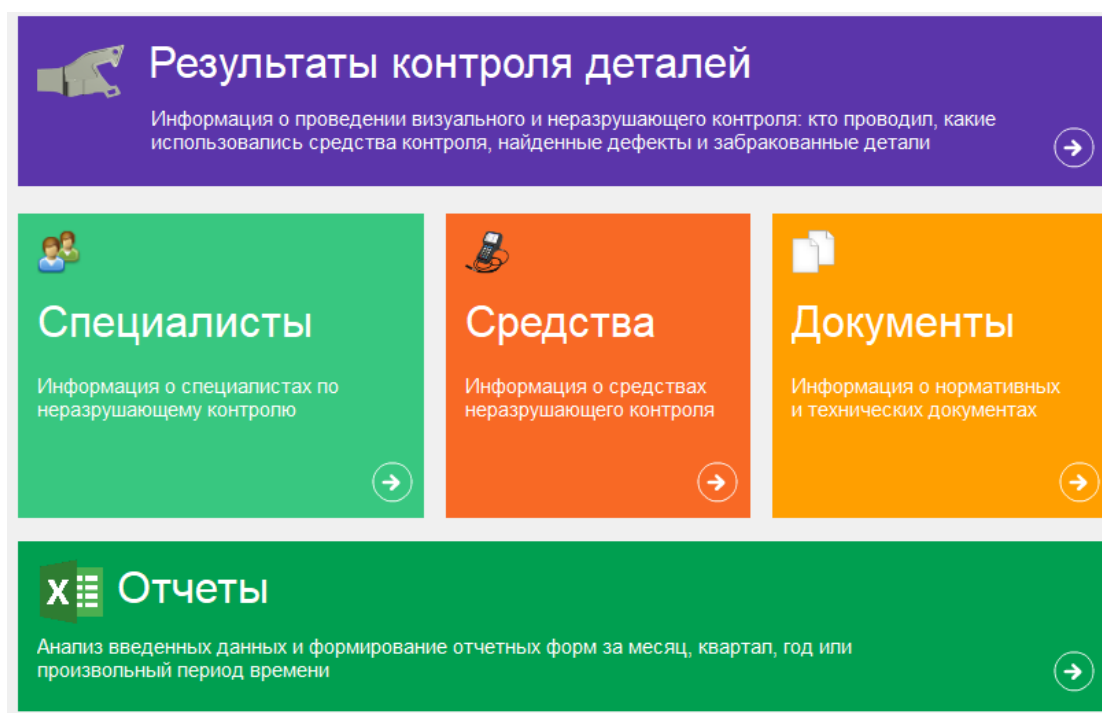 Результаты контроля деталей
Информация о проведении визуального и неразрушающего контроля: кто проводил, какие
использовались средства контроля, найденные дефекты и забракованные детали
Специалисты
Информация о специалистах по
неразрушающему контролю
Средства
Информация о средствах
неразрушающего контроля
Документы
Информация о нормативных
и технических документах
X
Отчеты
Анализ введенных данных и формирование отчетных форм за месяц, квартал, год или
произвольный период времени